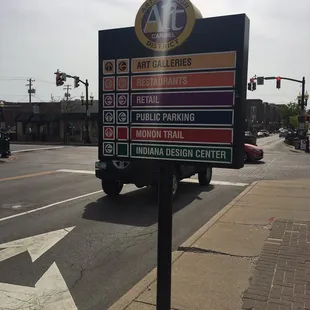 Art
CARMEL
DISTRICT
ART GALLERIES
RESTAURANTS
RETAIL
PUBLIC PARKING
MONON TRAIL
INDIANA DESIGN CENTER